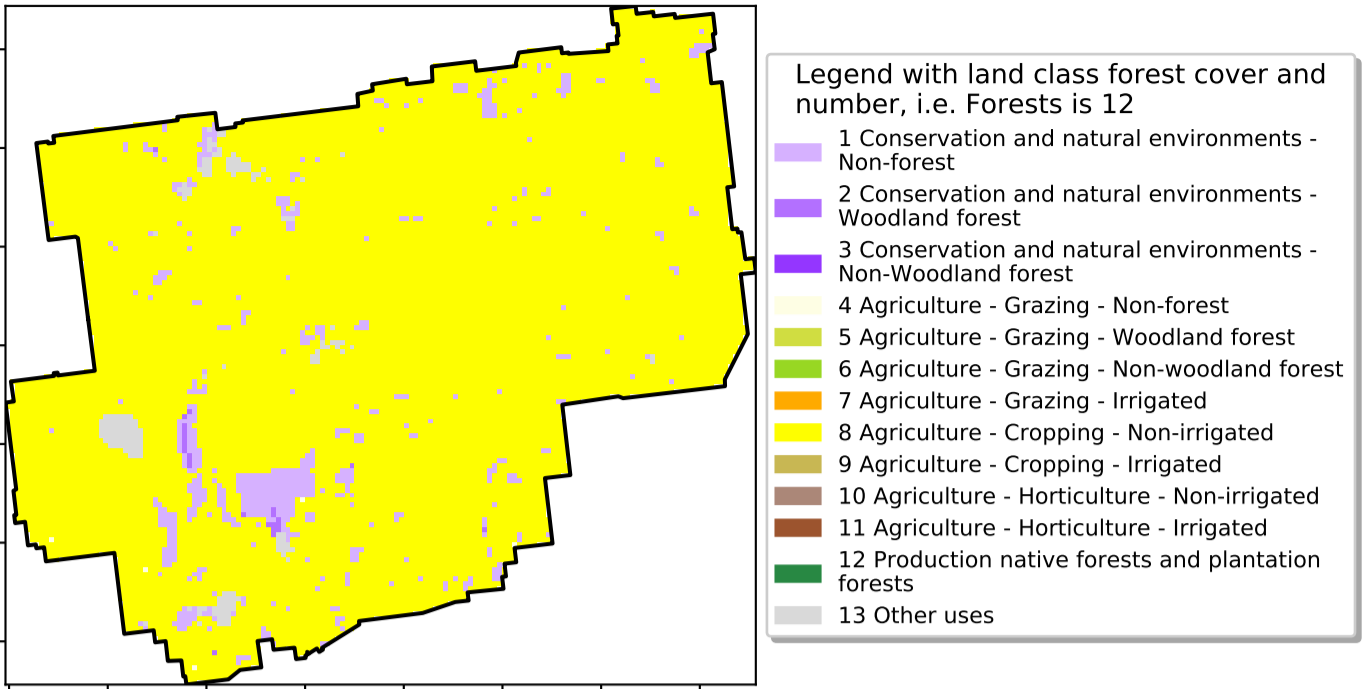 Legend with land class forest cover and
number, i.e. Forests is 12
1 Conservation and natural environments -
Non-forest
2 Conservation and natural environments -
Woodland forest
3 Conservation and natural environments -
Non-Woodland forest
4 Agriculture - Grazing - Non-forest
5 Agriculture - Grazing - Woodland forest
6 Agriculture - Grazing - Non-woodland forest
7 Agriculture - Grazing - Irrigated
8 Agriculture - Cropping - Non-irrigated
9 Agriculture - Cropping - Irrigated
10 Agriculture - Horticulture - Non-irrigated
11 Agriculture - Horticulture - Irrigated
12 Production native forests and plantation
forests
13 Other uses